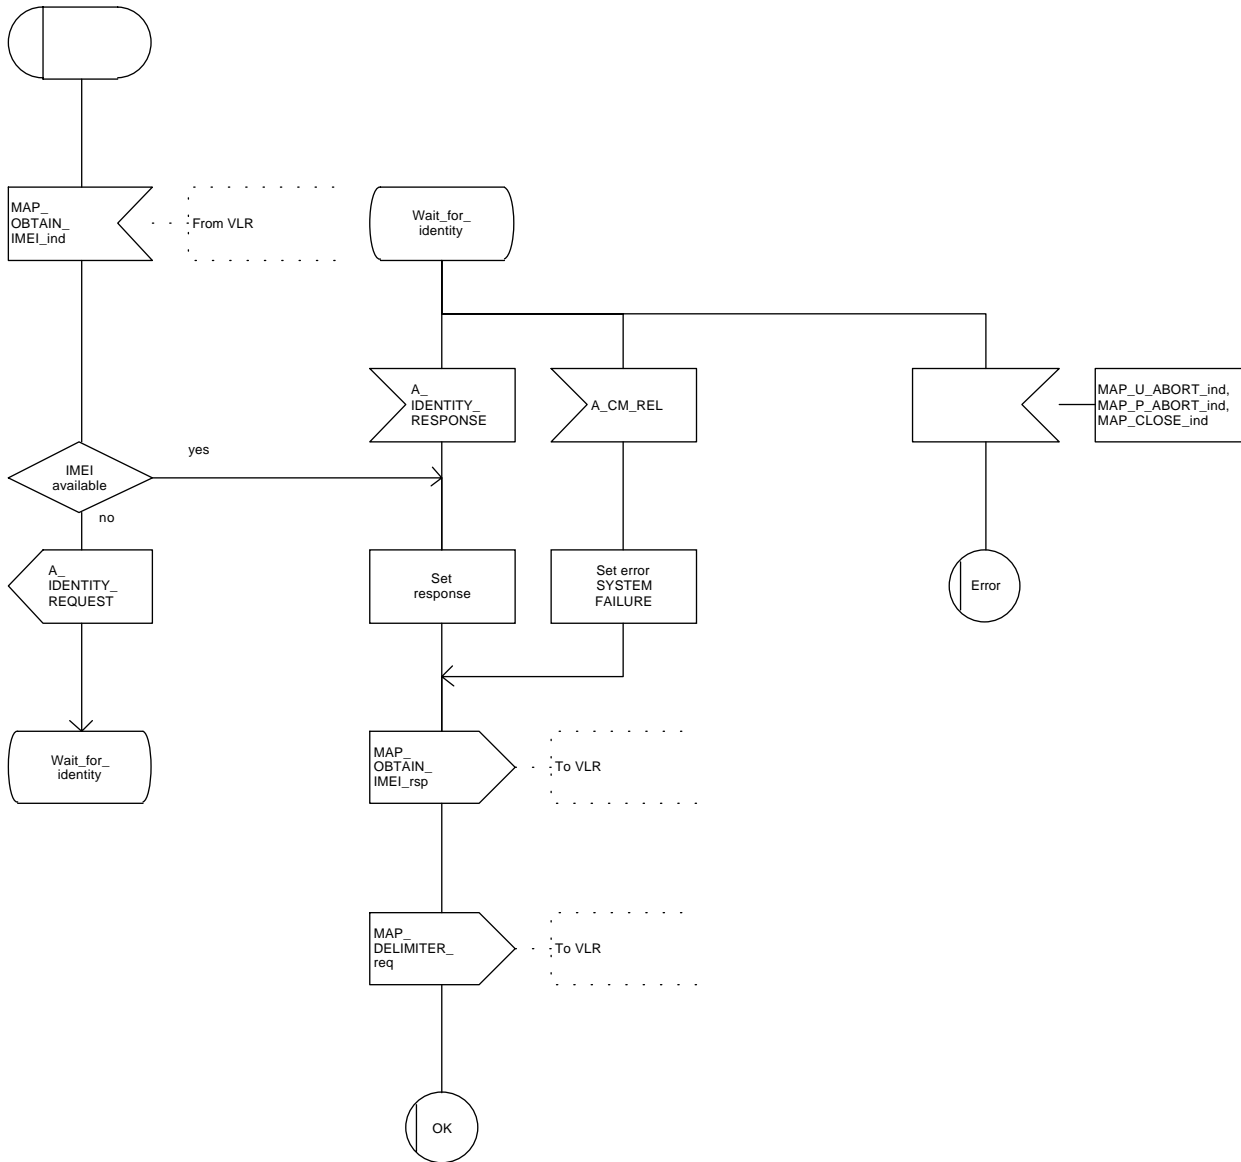 MAP_
OBTAIN_
IMEI_ind
From VLR
Wait_for_
identity
A_
IDENTITY_
RESPONSE
A_CM_REL
MAP_U_ABORT_ind,
MAP_P_ABORT_ind,
MAP_CLOSE_ind
IMEI
available
yes
no
A_
IDENTITY_
REQUEST
Set
response
Set error
SYSTEM
FAILURE
Error
Wait_for_
identity
MAP_
OBTAIN_
IMEI_rsp
To VLR
MAP_
DELIMITER_
req
To VLR
OK